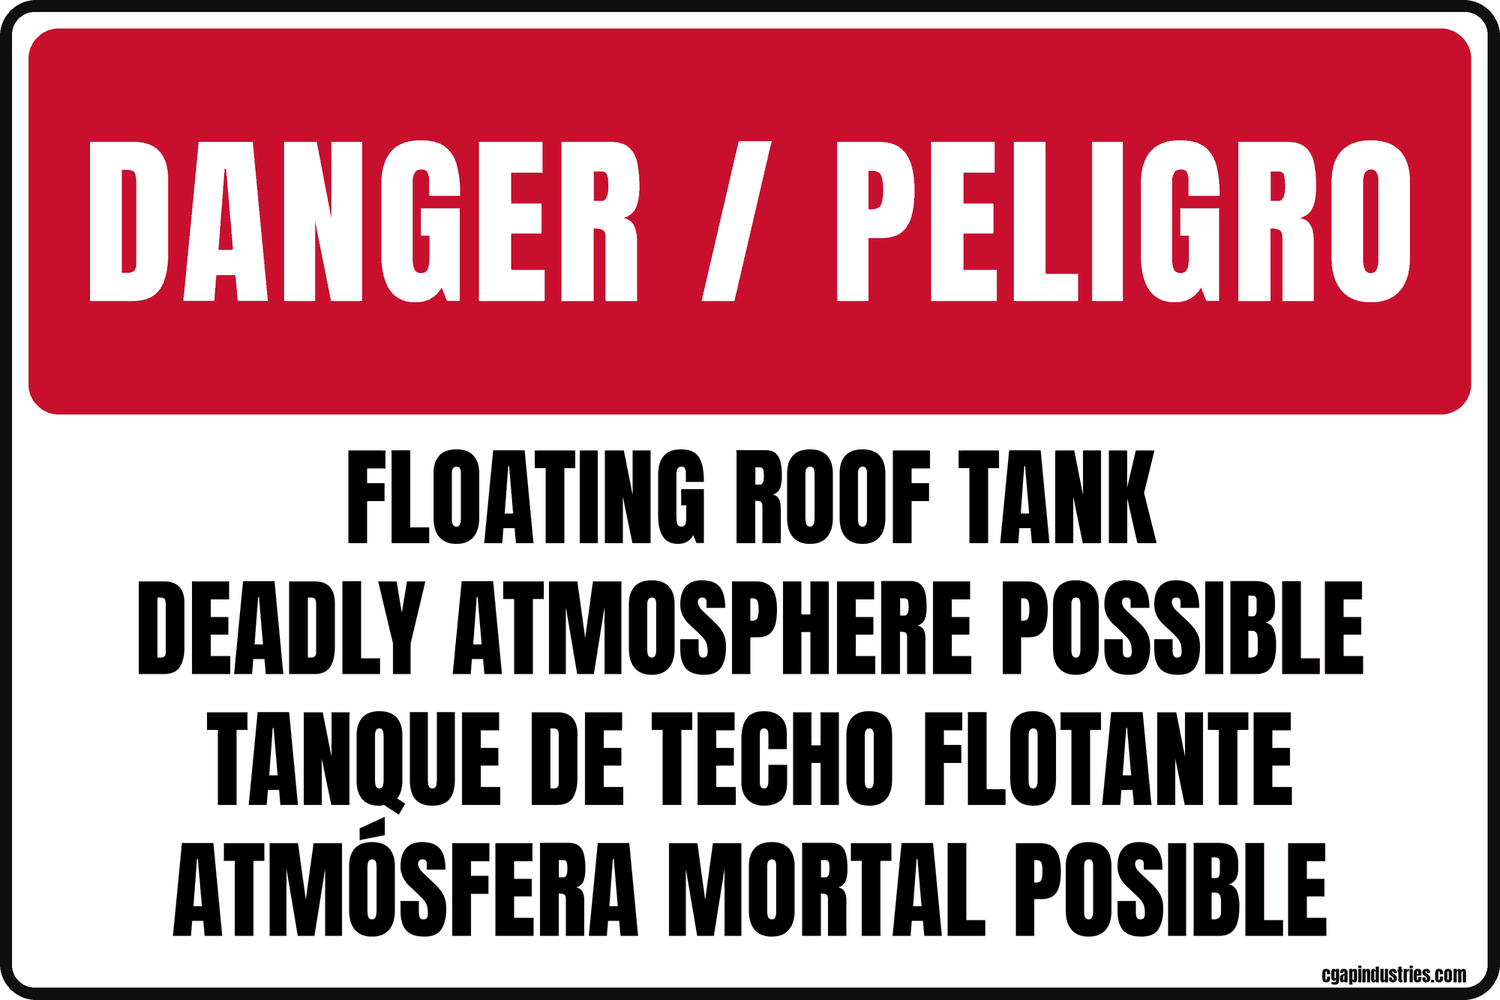 DANGER / PELIGRO
FLOATING ROOF TANK
DEADLY ATMOSPHERE POSSIBLE
TANQUE DE TECHO FLOTANTE
ATMÓSFERA MORTAL POSIBLE
cgapindustries.com